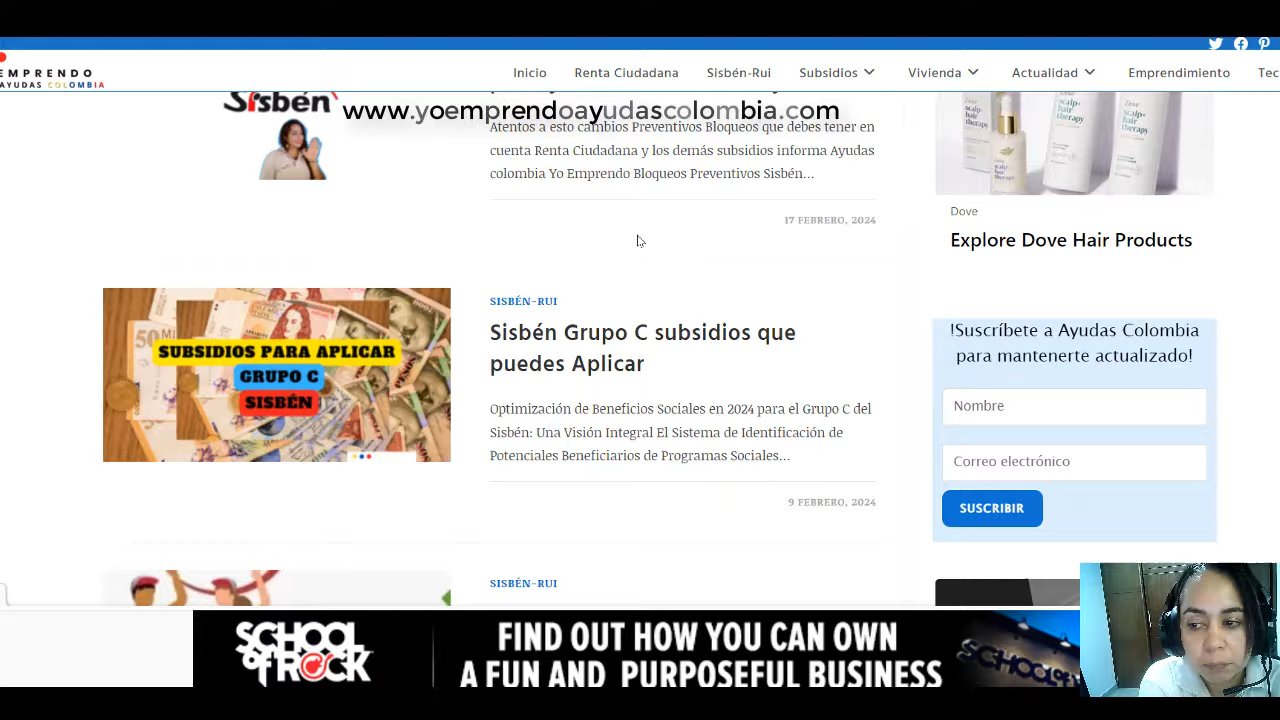 EMPRENDO
AYUDAS COLOMBIA
Inicio
Renta Ciudadana
Sisbén-Rui
Subsidios
Vivienda
Actualidad
Emprendimiento
Tec
Sisbén
www.yoemprendoayudascolombia.com
Atentos a esto cambios Preventivos Bloqueos que debes tener en
cuenta Renta Ciudadana y los demás subsidios informa Ayudas
colombia Yo Emprendo Bloqueos Preventivos Sisbén...
17 FEBRERO, 2024
SUBSIDIOS PARA APLICAR
GRUPO C
SISBÉN
SISBÉN-RUI
Sisbén Grupo C subsidios que
puedes Aplicar
Optimización de Beneficios Sociales en 2024 para el Grupo C del
Sisbén: Una Visión Integral El Sistema de Identificación de
Potenciales Beneficiarios de Programas Sociales...
9 FEBRERO, 2024
SISBÉN-RUI
Dove
Explore Dove Hair Products
!Suscríbete a Ayudas Colombia
para mantenerte actualizado!
Nombre
Correo electrónico
SUSCRIBIR
SCHOOL
of ROCK
FIND OUT HOW YOU CAN OWN
A FUN AND PURPOSEFUL BUSINESS